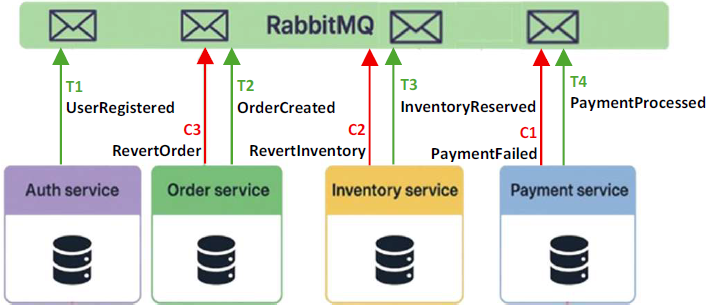 RabbitMQ
T1
UserRegistered
C3
RevertOrder
T2
OrderCreated
C2
RevertInventory
T3
InventoryReserved
C1
PaymentFailed
T4
PaymentProcessed
Auth service
Order service
Inventory service
Payment service